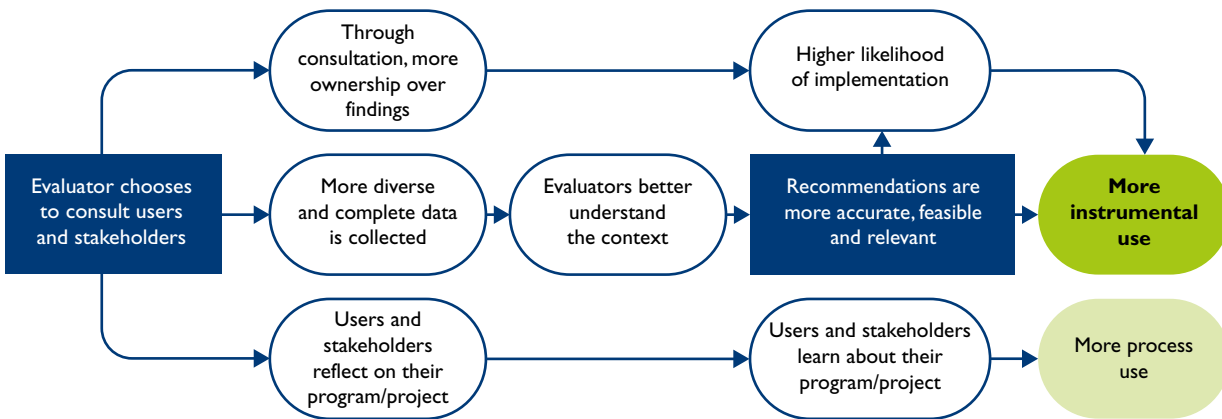 Through
consultation, more
ownership over
findings
Higher likelihood
of implementation
Evaluator chooses
to consult users
and stakeholders
More diverse
and complete data
is collected
Evaluators better
understand
the context
Recommendations are
more accurate, feasible
and relevant
More
instrumental
use
Users and
stakeholders
reflect on their
program/project
Users and stakeholders
learn about their
program/project
More process
use